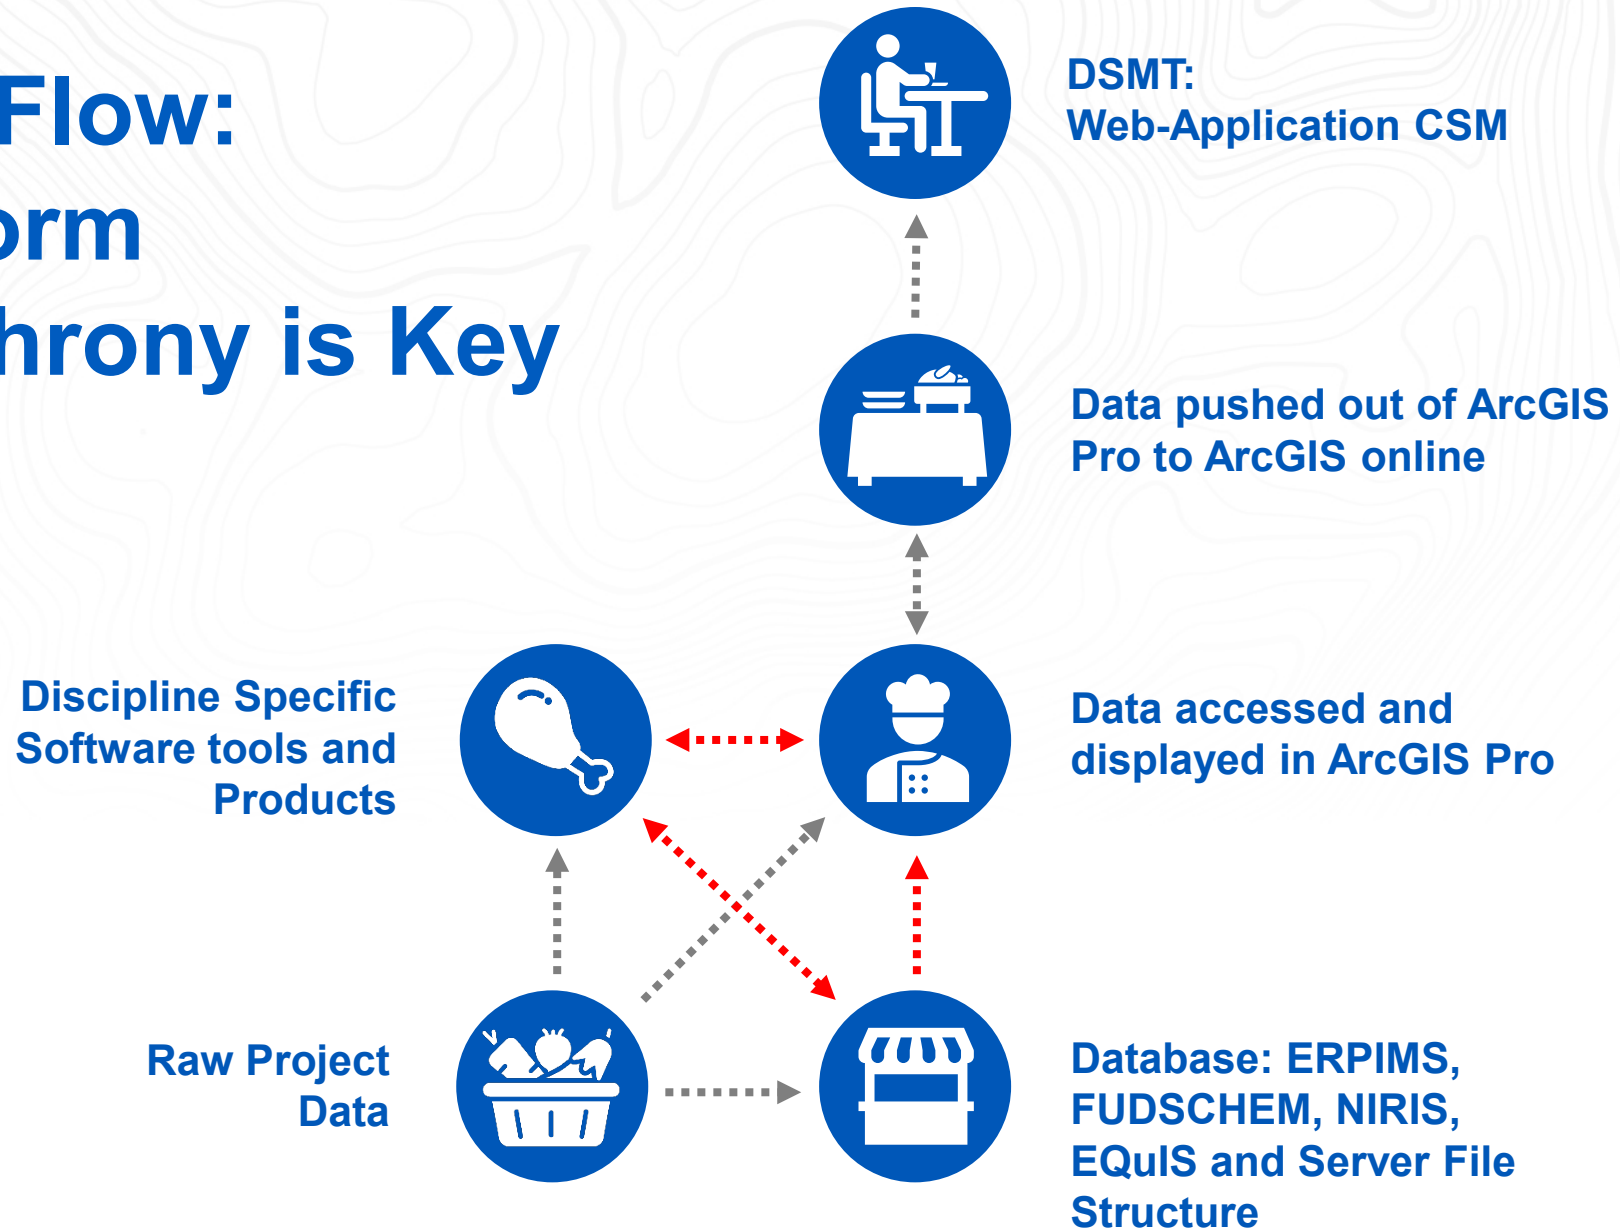 Flow:
orm
hrony is Key
DSMT:
Web-Application CSM
Data pushed out of ArcGIS
Pro to ArcGIS online
Discipline Specific
Software tools and
Products
Data accessed and
displayed in ArcGIS Pro
Raw Project
Data
Database: ERPIMS,
FUDSCHEM, NIRIS,
EQuIS and Server File
Structure